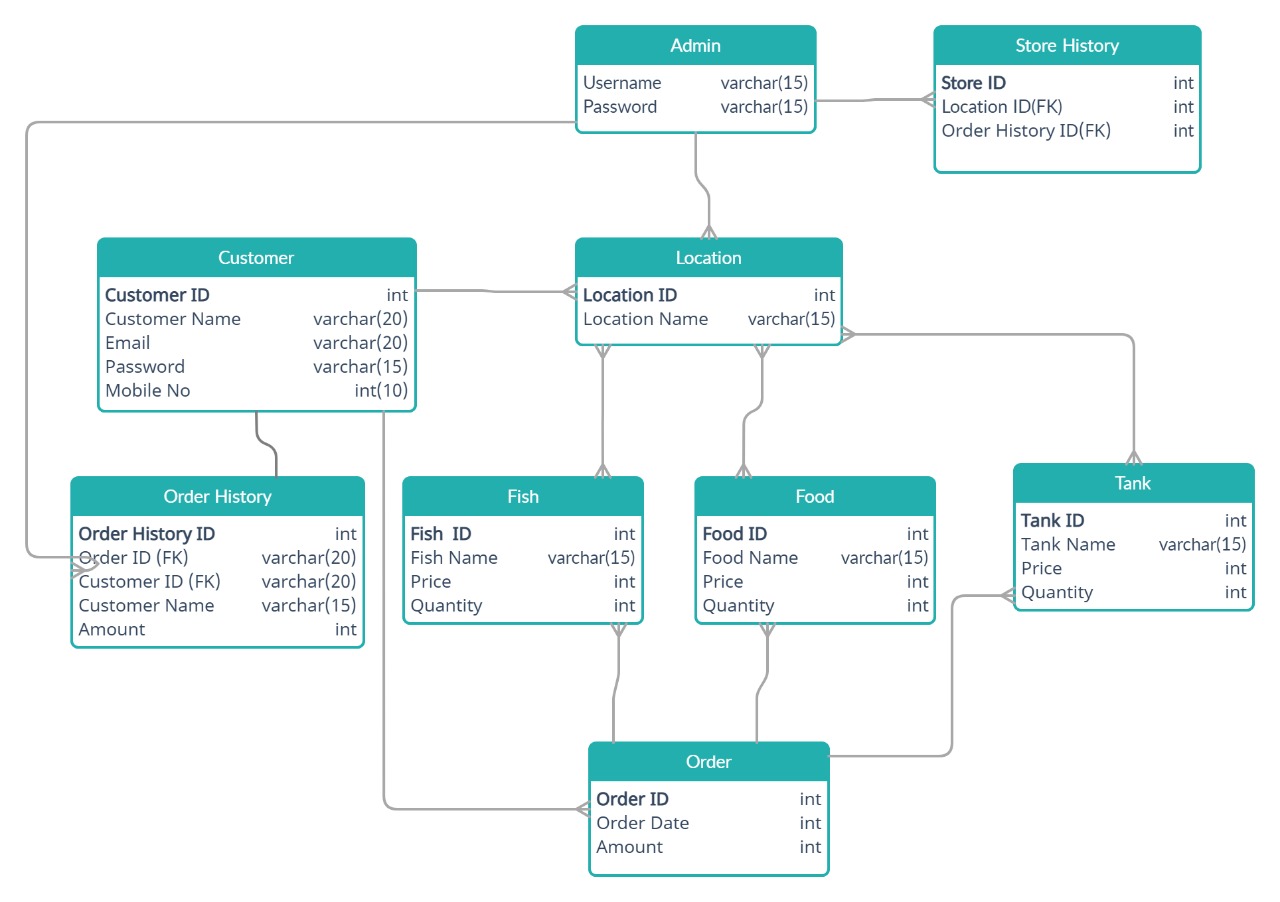 Admin
Username varchar(15)
Password varchar(15)
Store History
Store ID int
Location ID(FK) int
Order History ID(FK) int
Customer
Customer ID int
Customer Name varchar(20)
Email varchar(20)
Password varchar(15)
Mobile No int(10)
Location
Location ID int
Location Name varchar(15)
Order History
Order History ID int
Order ID (FK) varchar(20)
Customer ID (FK) varchar(20)
Customer Name varchar(15)
Amount int
Fish
Fish ID int
Fish Name varchar(15)
Price int
Quantity int
Food
Food ID int
Food Name varchar(15)
Price int
Quantity int
Tank
Tank ID int
Tank Name varchar(15)
Price int
Quantity int
Order
Order ID int
Order Date int
Amount int